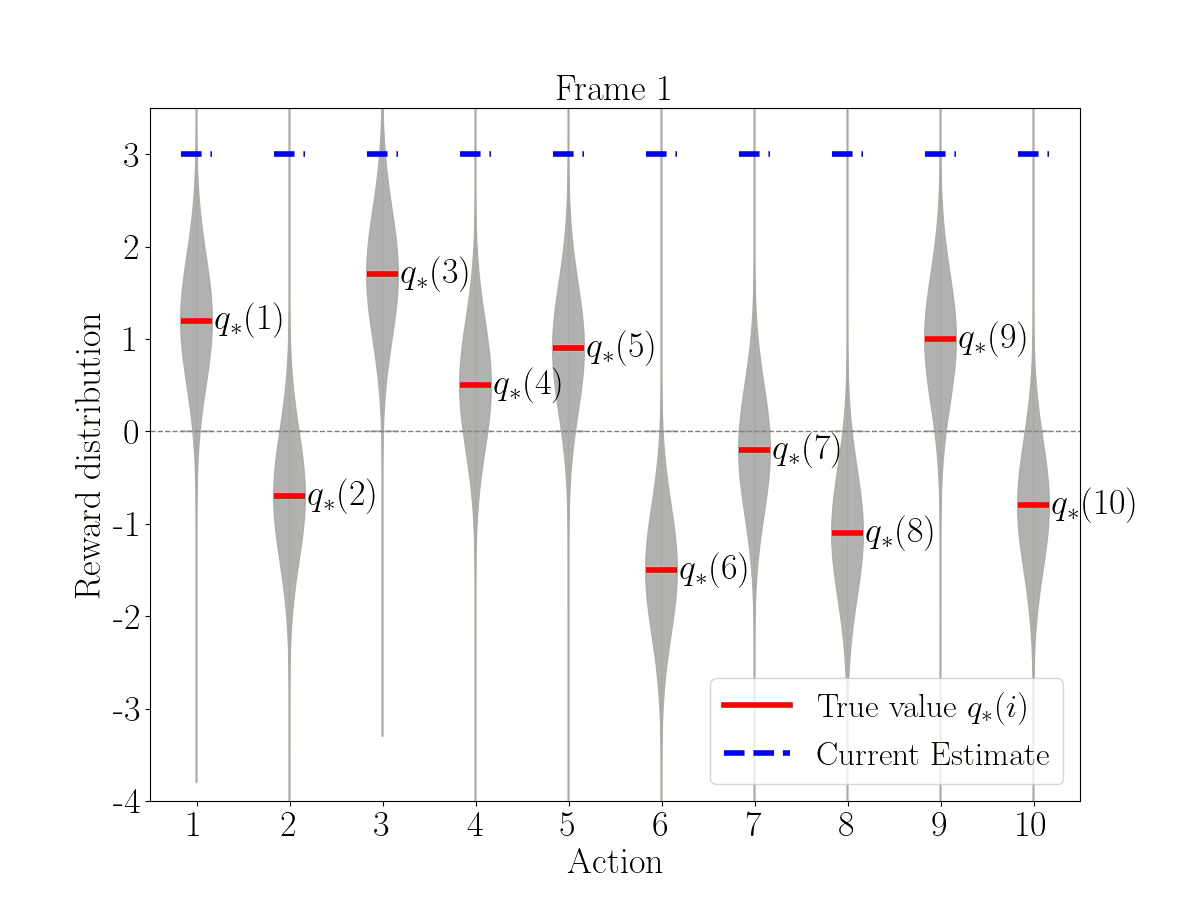 Frame 1
Reward distribution
3
2
1
0
-1
-2
-3
-4
q*(1)
q*(2)
q*(3)
q*(4)
q*(5)
q*(6)
q*(7)
q*(8)
q*(9)
q*(10)
True value q*(i)
Current Estimate
1 2 3 4 5 6 7 8 9 10
Action